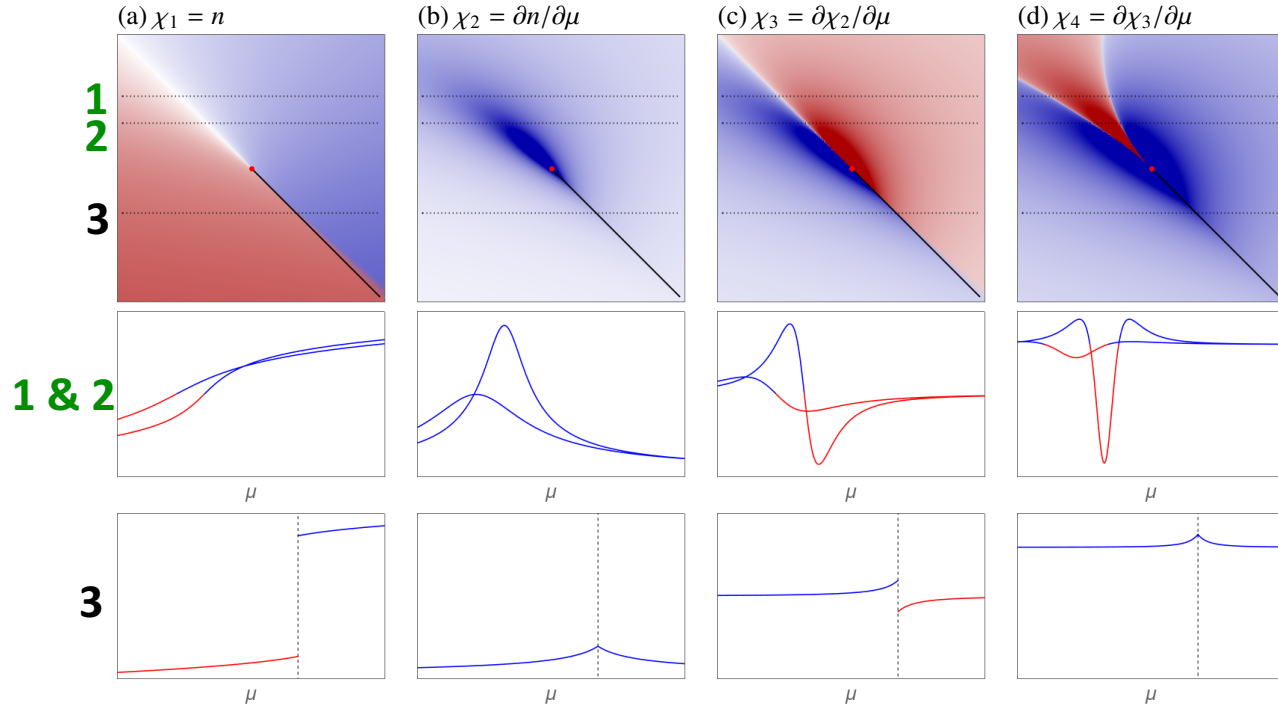 (a) χ₁ = n
(b) χ₂ = ∂n/∂μ
(c) χ₃ = ∂χ₂/∂μ
(d) χ₄ = ∂χ₃/∂μ
1
2
3
1 & 2
μ
μ
μ
μ
3
μ
μ
μ
μ